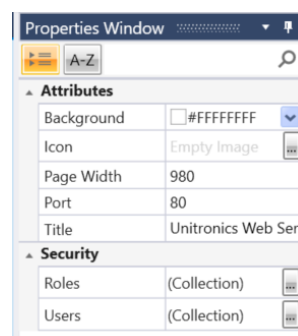 Properties Window
A-Z
Attributes
Background #FFFFFFFF
Icon Empty Image ...
Page Width 980
Port 80
Title Unitronics Web Ser
Security
Roles (Collection) ...
Users (Collection) ...